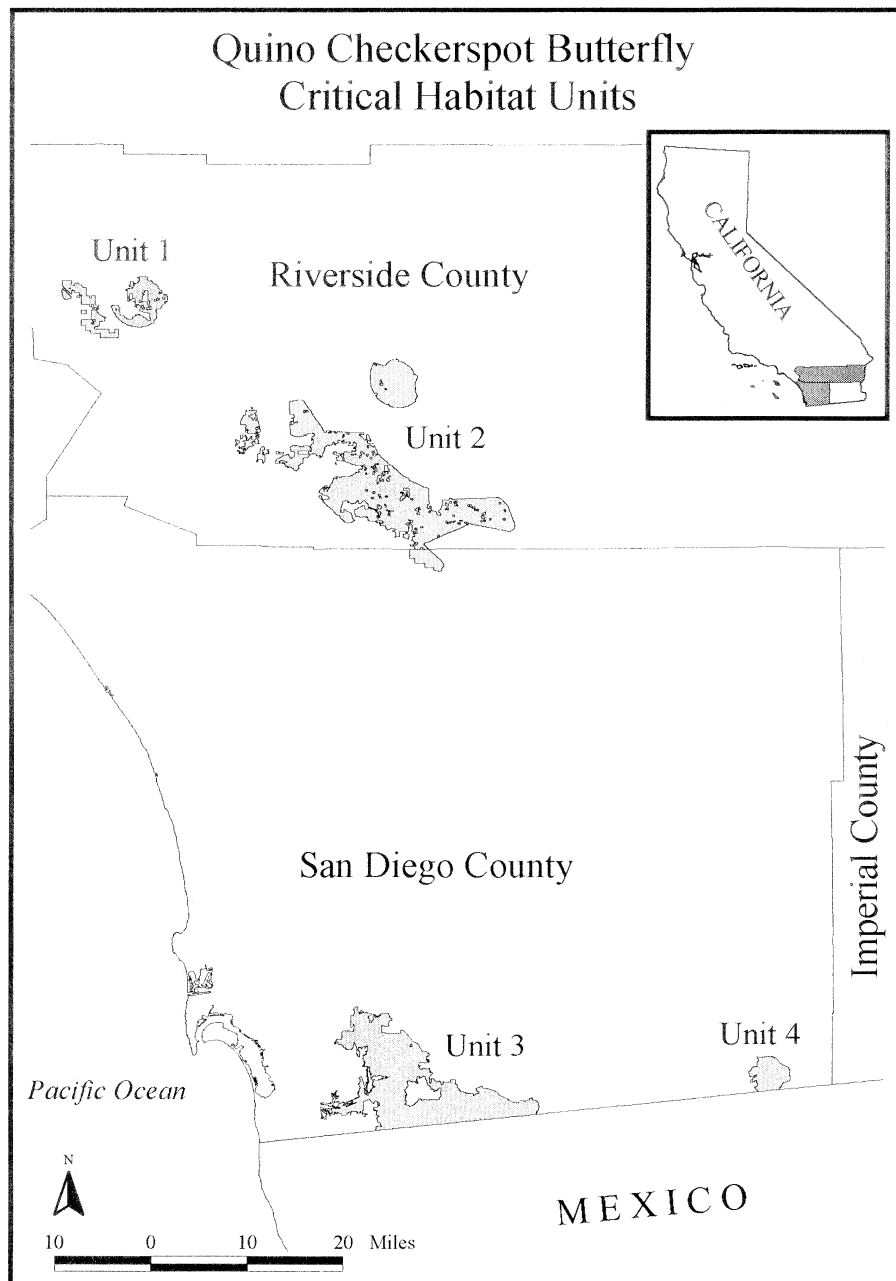 Quino Checkerspot Butterfly
Critical Habitat Units
CALIFORNIA
Unit 1
Riverside County
Unit 2
San Diego County
Imperial County
Unit 3
Unit 4
Pacific Ocean
MEXICO
N
10 0 10 20 Miles